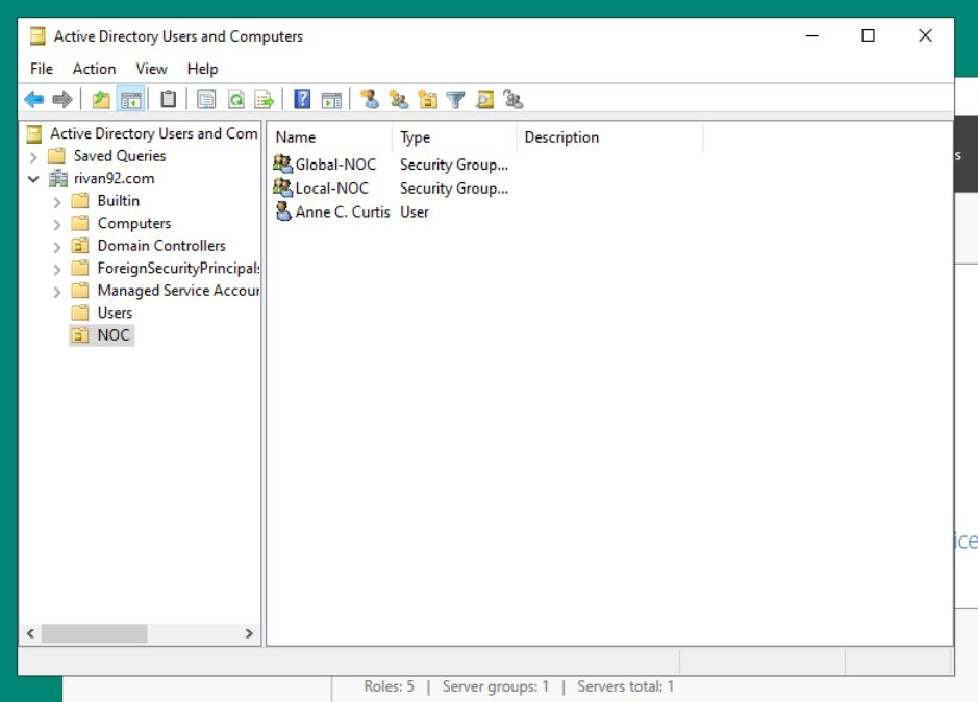 Active Directory Users and Computers
File Action View Help
Active Directory Users and Com
Saved Queries
rivan92.com
Builtin
Computers
Domain Controllers
ForeignSecurityPrincipals
Managed Service Accour
Users
NOC
Name Type Description
Global-NOC Security Group...
Local-NOC Security Group...
Anne C. Curtis User
s
ice
Roles: 5 | Server groups: 1 | Servers total: 1